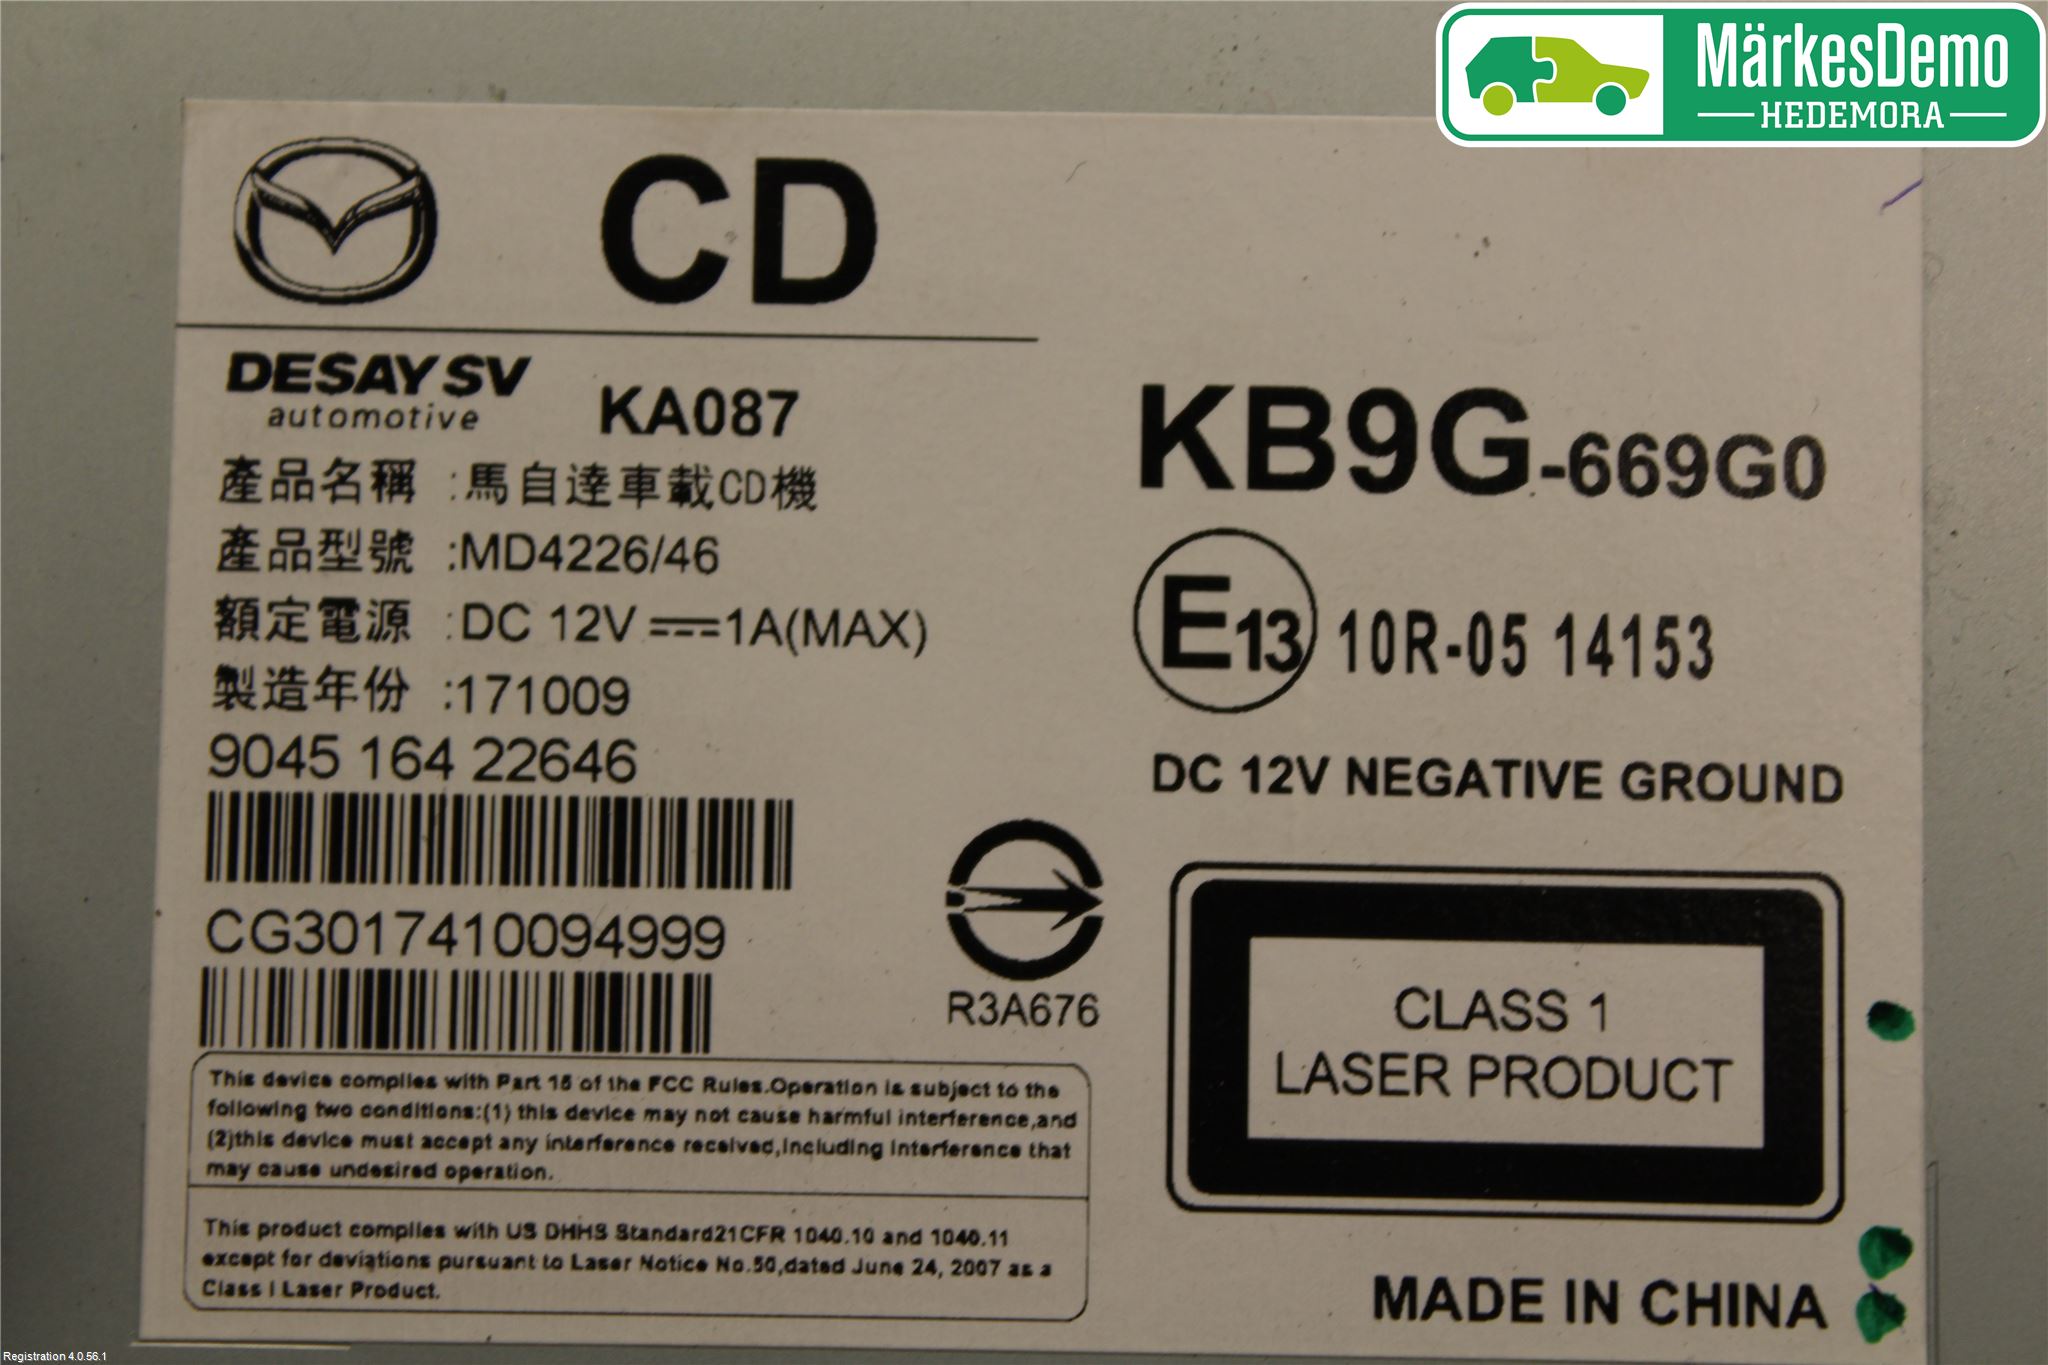 MärkesDemo
HEDEMORA
CD
DESAY SV
automotive
KA087
產品名稱 :馬自達車載CD機
產品型號 :MD4226/46
額定電源 :DC 12V ⎓ 1A(MAX)
製造年份 :171009
9045 164 22646
CG3017410094999
R3A676
This device complies with Part 15 of the FCC Rules.Operation is subject to the
following two conditions:(1) this device may not cause harmful interference,and
(2)this device must accept any interference received,including interference that
may cause undesired operation.
This product complies with US DHHS Standard21CFR 1040.10 and 1040.11
except for deviations pursuant to Laser Notice No.50,dated June 24, 2007 as a
Class I Laser Product.
KB9G-669G0
E13 10R-05 14153
DC 12V NEGATIVE GROUND
CLASS 1
LASER PRODUCT
MADE IN CHINA
Registration 4.0.56.1